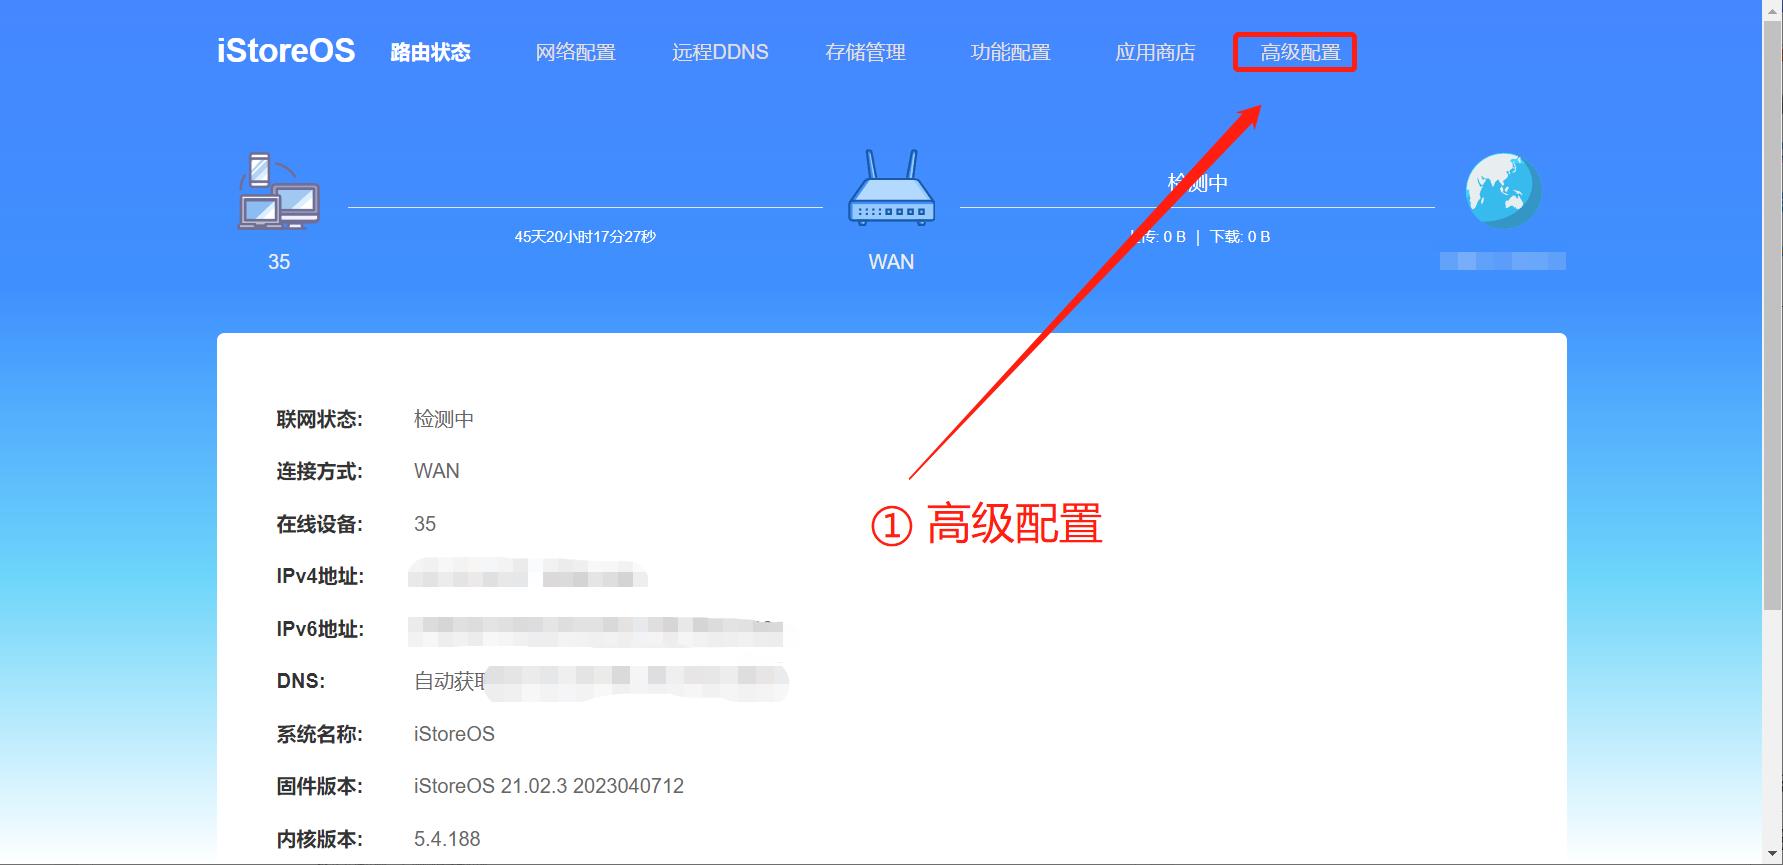 iStoreOS 路由状态 网络配置 远程DDNS 存储管理 功能配置 应用商店 高级配置
检测中
45天20小时17分27秒
传: 0 B | 下载: 0 B
35
WAN
联网状态: 检测中
连接方式: WAN
在线设备: 35
① 高级配置
IPv4地址:
IPv6地址:
DNS: 自动获取
系统名称: iStoreOS
固件版本: iStoreOS 21.02.3 2023040712
内核版本: 5.4.188